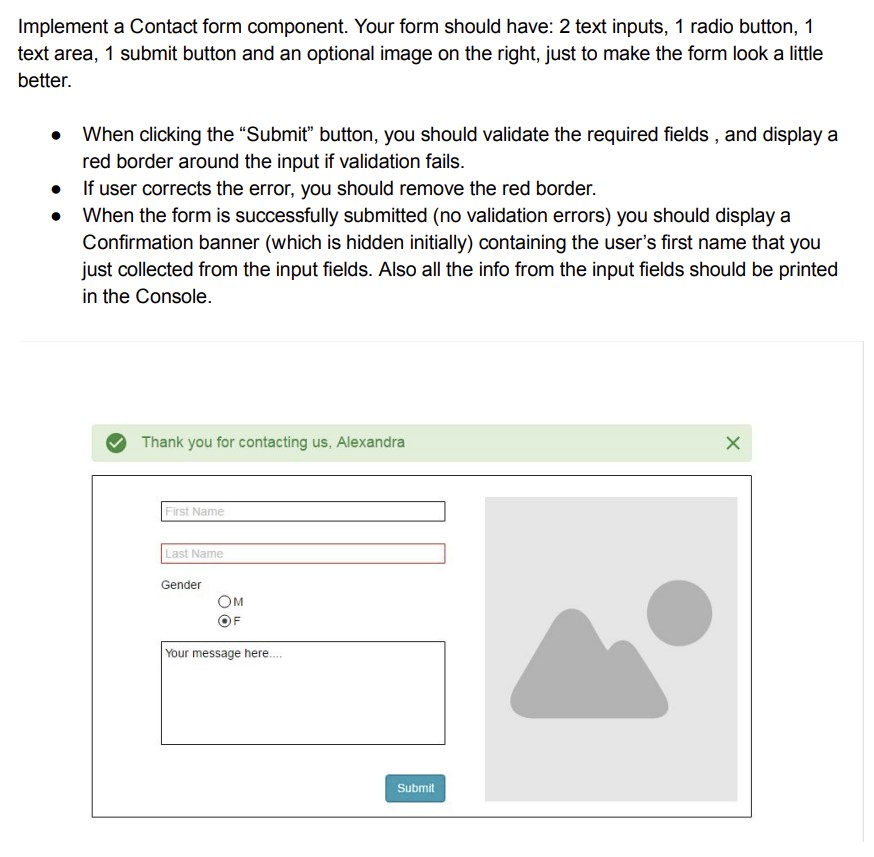 Implement a Contact form component. Your form should have: 2 text inputs, 1 radio button, 1
text area, 1 submit button and an optional image on the right, just to make the form look a little
better.
● When clicking the “Submit” button, you should validate the required fields , and display a
red border around the input if validation fails.
● If user corrects the error, you should remove the red border.
● When the form is successfully submitted (no validation errors) you should display a
Confirmation banner (which is hidden initially) containing the user’s first name that you
just collected from the input fields. Also all the info from the input fields should be printed
in the Console.
Thank you for contacting us, Alexandra
First Name
Last Name
Gender
M
F
Your message here....
Submit